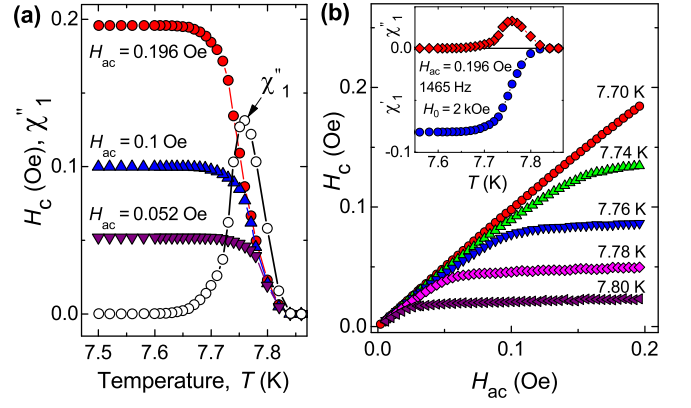 (a)
0.2
0.1
0.0
H_c (Oe), χ''_1
H_ac = 0.196 Oe
χ''_1
H_ac = 0.1 Oe
H_ac = 0.052 Oe
7.5 7.6 7.7 7.8
Temperature, T (K)
(b)
0.2
0.1
0.0
H_c (Oe)
χ''_1
0.0
χ'_1
-0.1
H_ac = 0.196 Oe
1465 Hz
H_0 = 2 kOe
7.6 7.7 7.8
T (K)
7.70 K
7.74 K
7.76 K
7.78 K
7.80 K
0.0 0.1 0.2
H_ac (Oe)